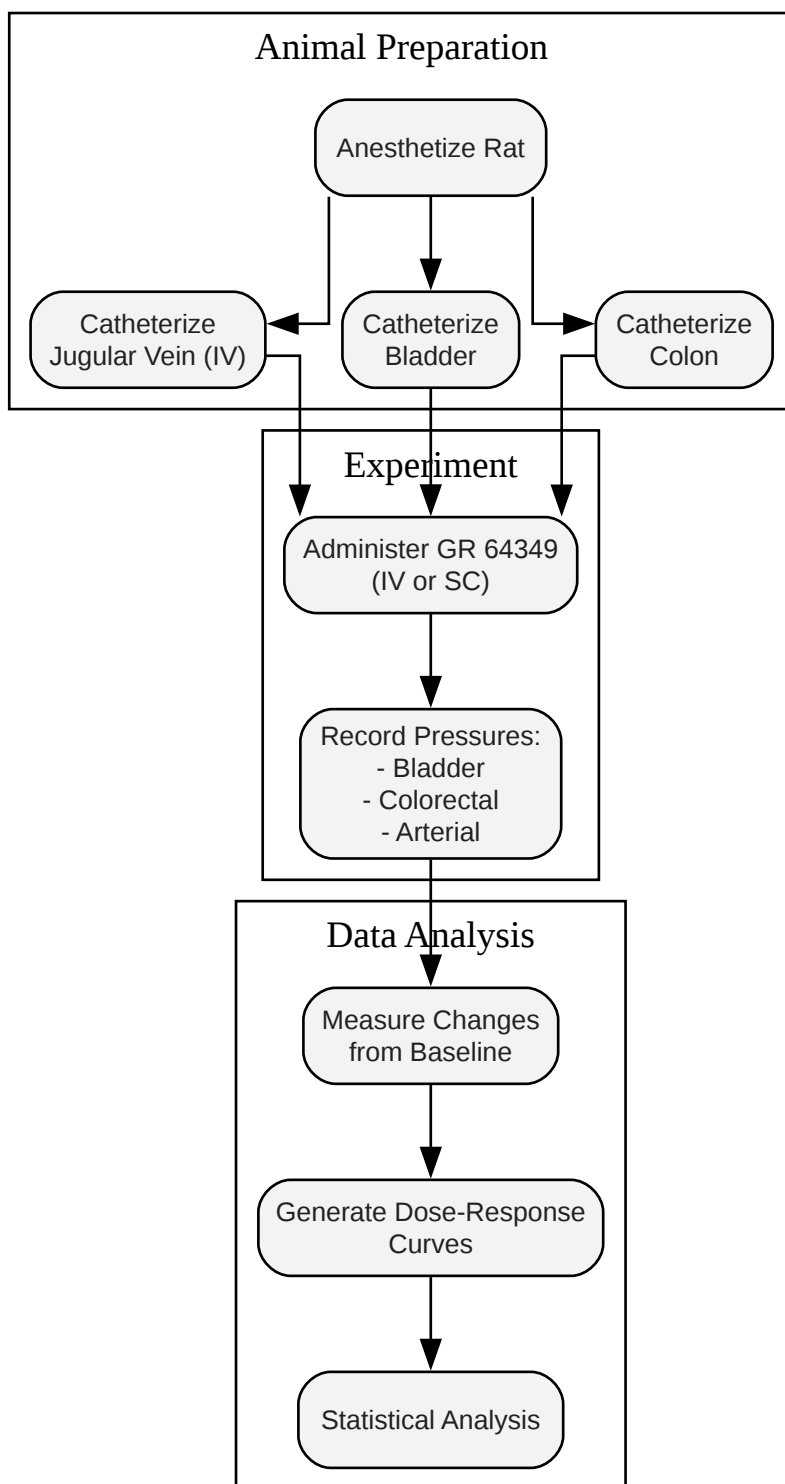 Animal Preparation
Anesthetize Rat
Catheterize
Jugular Vein (IV)
Catheterize
Bladder
Catheterize
Colon
Experiment
Administer GR 64349
(IV or SC)
Record Pressures:
- Bladder
- Colorectal
- Arterial
Data Analysis
Measure Changes
from Baseline
Generate Dose-Response
Curves
Statistical Analysis